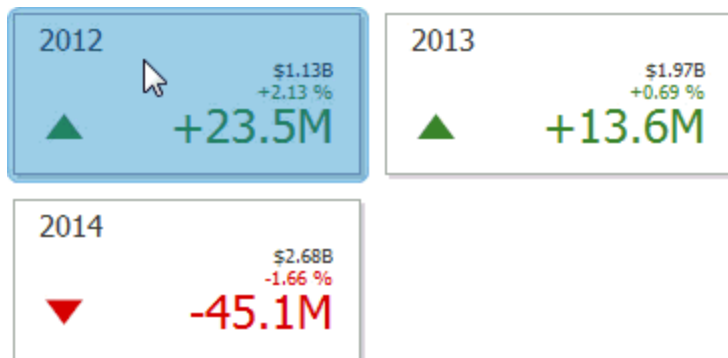 2012
$1.13B
+2.13 %
+23.5M
2013
$1.97B
+0.69 %
+13.6M
2014
$2.68B
-1.66 %
-45.1M